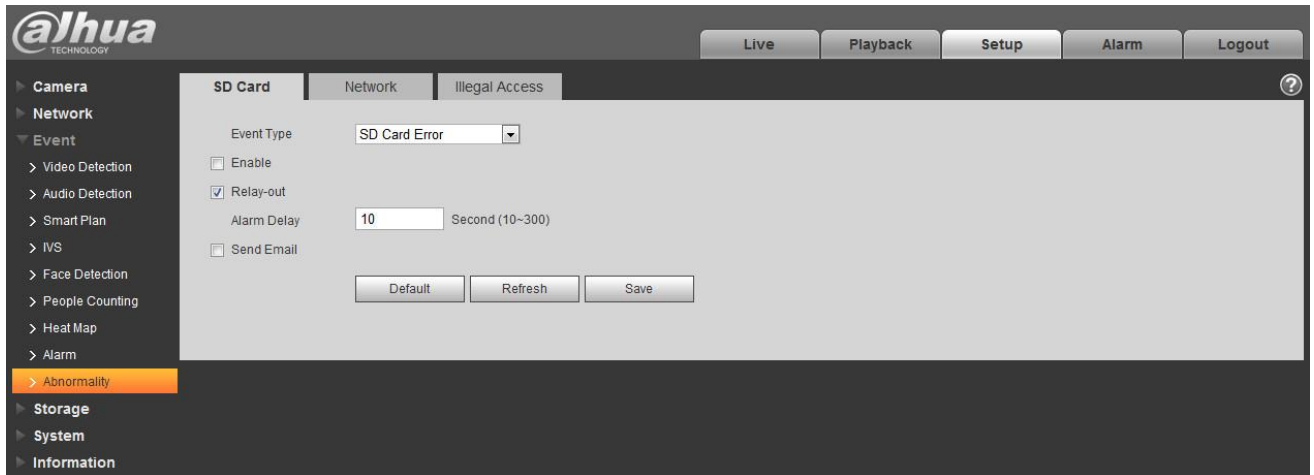 alhua
TECHNOLOGY
Live Playback Setup Alarm Logout
Camera
Network
Event
Video Detection
Audio Detection
Smart Plan
IVS
Face Detection
People Counting
Heat Map
Alarm
Abnormality
Storage
System
Information
SD Card Network Illegal Access ?
Event Type SD Card Error
Enable
Relay-out
Alarm Delay 10 Second (10~300)
Send Email
Default Refresh Save